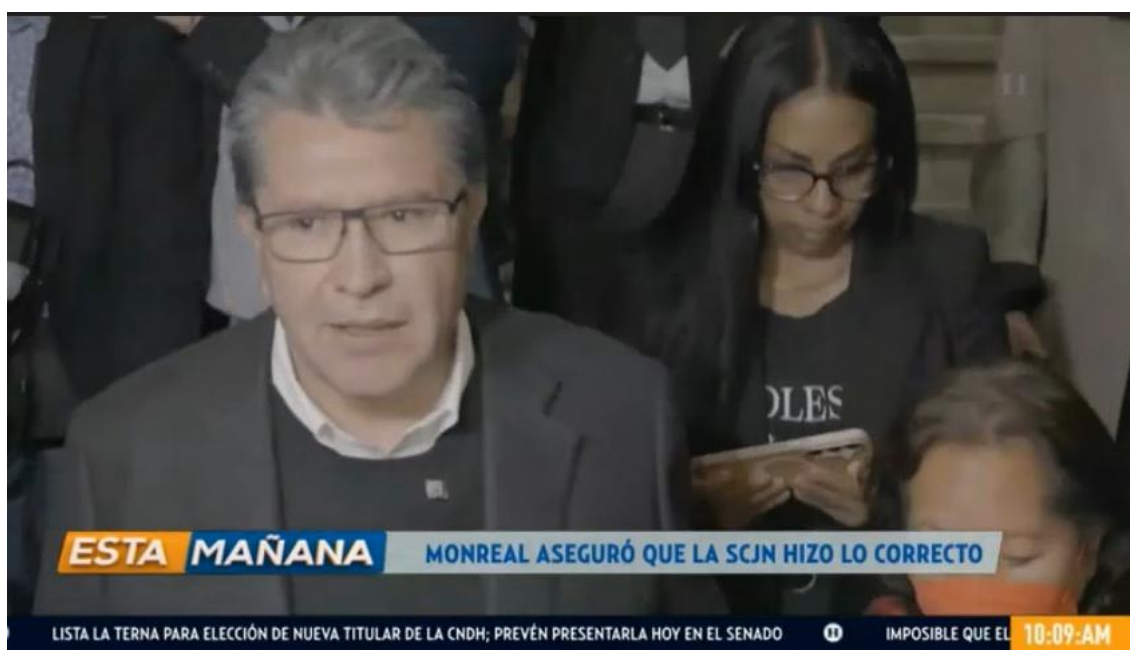 OLES
ESTA MAÑANA
MONREAL ASEGURÓ QUE LA SCJN HIZO LO CORRECTO
LISTA LA TERNA PARA ELECCIÓN DE NUEVA TITULAR DE LA CNDH; PREVÉN PRESENTARLA HOY EN EL SENADO
IMPOSIBLE QUE EL
10:09:AM